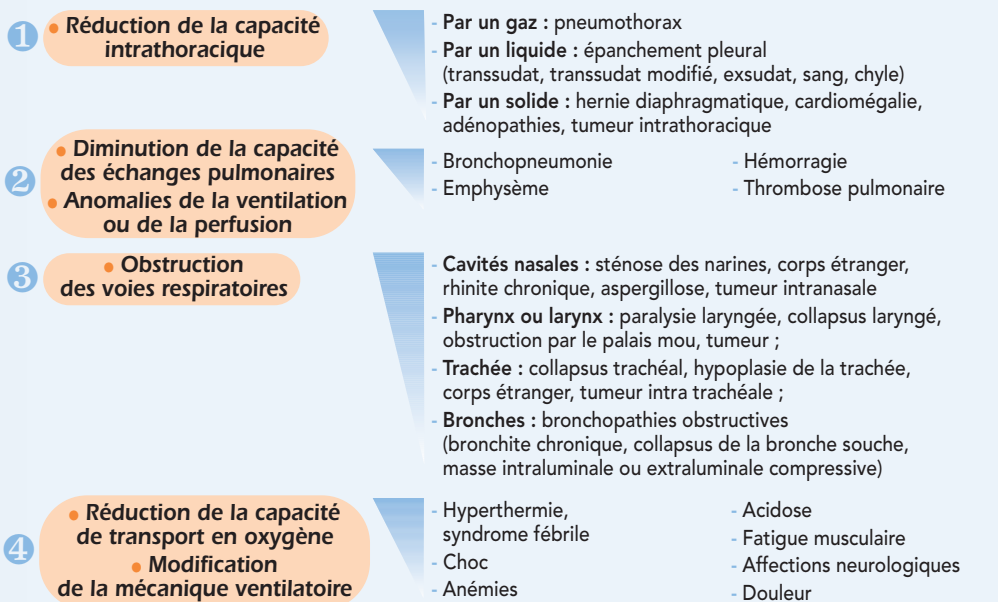 1
• Réduction de la capacité
intrathoracique
- Par un gaz : pneumothorax
- Par un liquide : épanchement pleural
(transsudat, transsudat modifié, exsudat, sang, chyle)
- Par un solide : hernie diaphragmatique, cardiomégalie,
adénopathies, tumeur intrathoracique
2
• Diminution de la capacité
des échanges pulmonaires
• Anomalies de la ventilation
ou de la perfusion
- Bronchopneumonie
- Emphysème
- Hémorragie
- Thrombose pulmonaire
3
• Obstruction
des voies respiratoires
- Cavités nasales : sténose des narines, corps étranger,
rhinite chronique, aspergillose, tumeur intranasale
- Pharynx ou larynx : paralysie laryngée, collapsus laryngé,
obstruction par le palais mou, tumeur ;
- Trachée : collapsus trachéal, hypoplasie de la trachée,
corps étranger, tumeur intra trachéale ;
- Bronches : bronchopathies obstructives
(bronchite chronique, collapsus de la bronche souche,
masse intraluminale ou extraluminale compressive)
4
• Réduction de la capacité
de transport en oxygène
• Modification
de la mécanique ventilatoire
- Hyperthermie,
syndrome fébrile
- Choc
- Anémies
- Acidose
- Fatigue musculaire
- Affections neurologiques
- Douleur